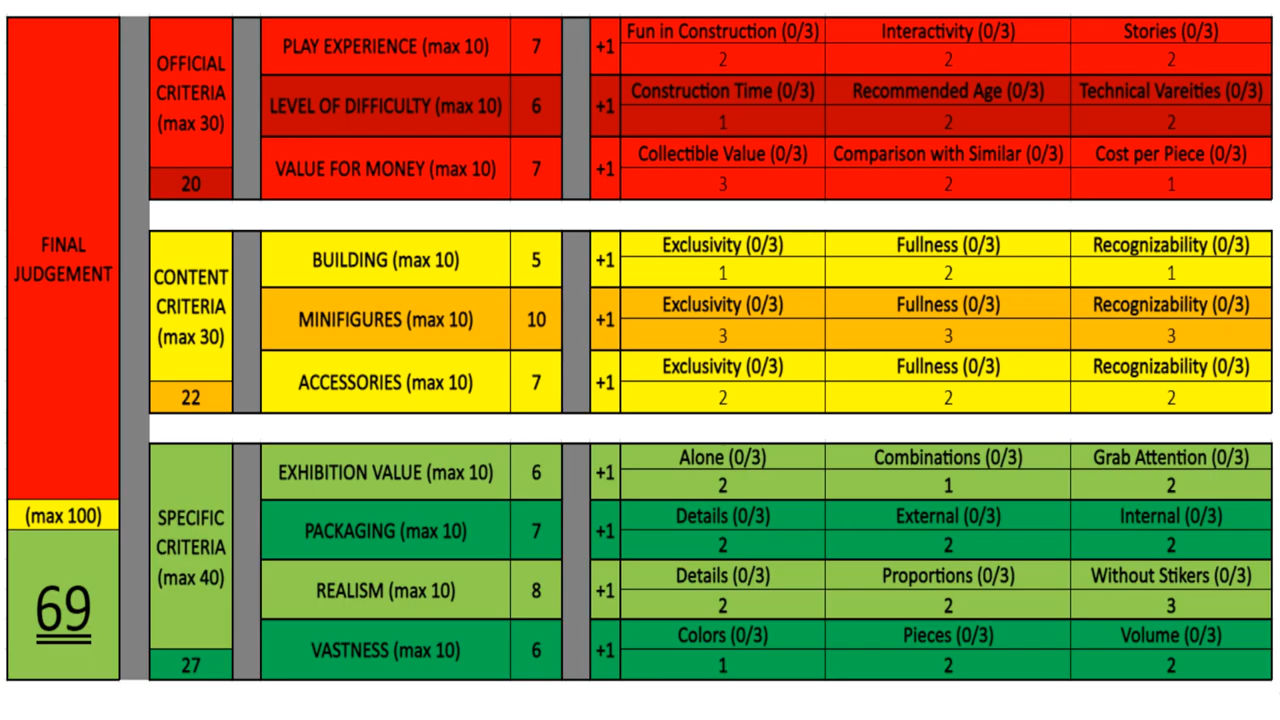 FINAL
JUDGEMENT
(max 100)
69
OFFICIAL
CRITERIA
(max 30)
20
PLAY EXPERIENCE (max 10) 7 +1 Fun in Construction (0/3) Interactivity (0/3) Stories (0/3)
2 2 2
LEVEL OF DIFFICULTY (max 10) 6 +1 Construction Time (0/3) Recommended Age (0/3) Technical Vareities (0/3)
1 2 2
VALUE FOR MONEY (max 10) 7 +1 Collectible Value (0/3) Comparison with Similar (0/3) Cost per Piece (0/3)
3 2 1
CONTENT
CRITERIA
(max 30)
22
BUILDING (max 10) 5 +1 Exclusivity (0/3) Fullness (0/3) Recognizability (0/3)
1 2 1
MINIFIGURES (max 10) 10 +1 Exclusivity (0/3) Fullness (0/3) Recognizability (0/3)
3 3 3
ACCESSORIES (max 10) 7 +1 Exclusivity (0/3) Fullness (0/3) Recognizability (0/3)
2 2 2
SPECIFIC
CRITERIA
(max 40)
27
EXHIBITION VALUE (max 10) 6 +1 Alone (0/3) Combinations (0/3) Grab Attention (0/3)
2 1 2
PACKAGING (max 10) 7 +1 Details (0/3) External (0/3) Internal (0/3)
2 2 2
REALISM (max 10) 8 +1 Details (0/3) Proportions (0/3) Without Stikers (0/3)
2 2 3
VASTNESS (max 10) 6 +1 Colors (0/3) Pieces (0/3) Volume (0/3)
1 2 2